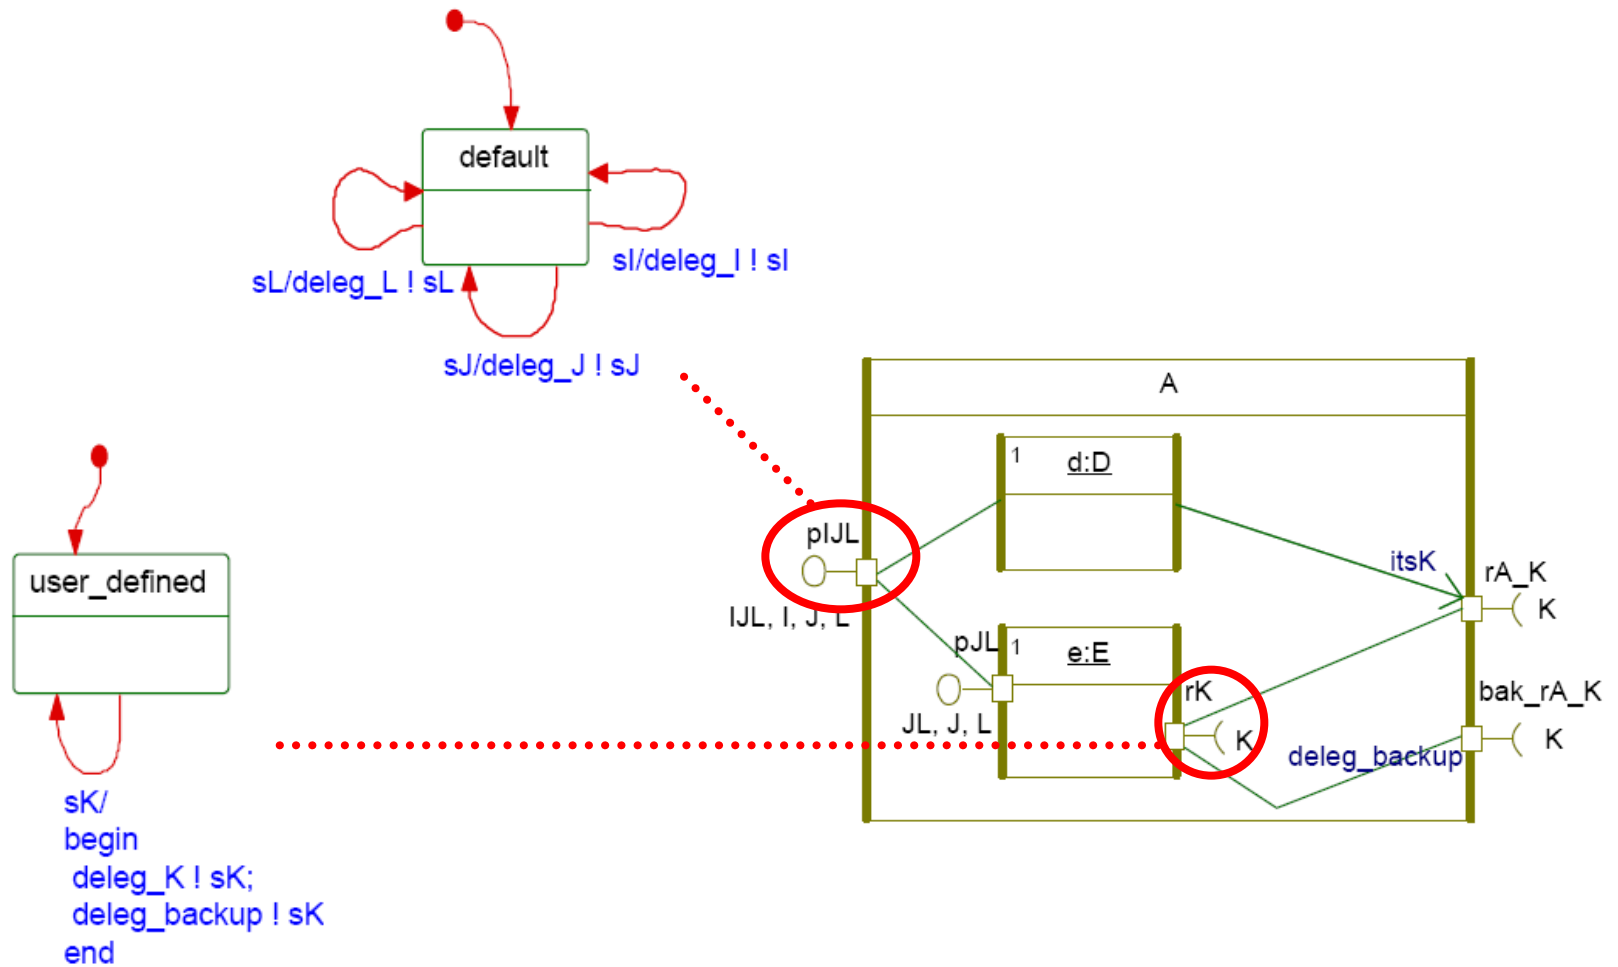 default
sL/deleg_L ! sL
sI/deleg_I ! sI
sJ/deleg_J ! sJ
user_defined
sK/
begin
deleg_K ! sK;
deleg_backup ! sK
end
A
1
d:D
pIJL
IJL, I, J, L
itsK
rA_K
K
pJL
1
e:E
JL, J, L
rK
K
deleg_backup
bak_rA_K
K